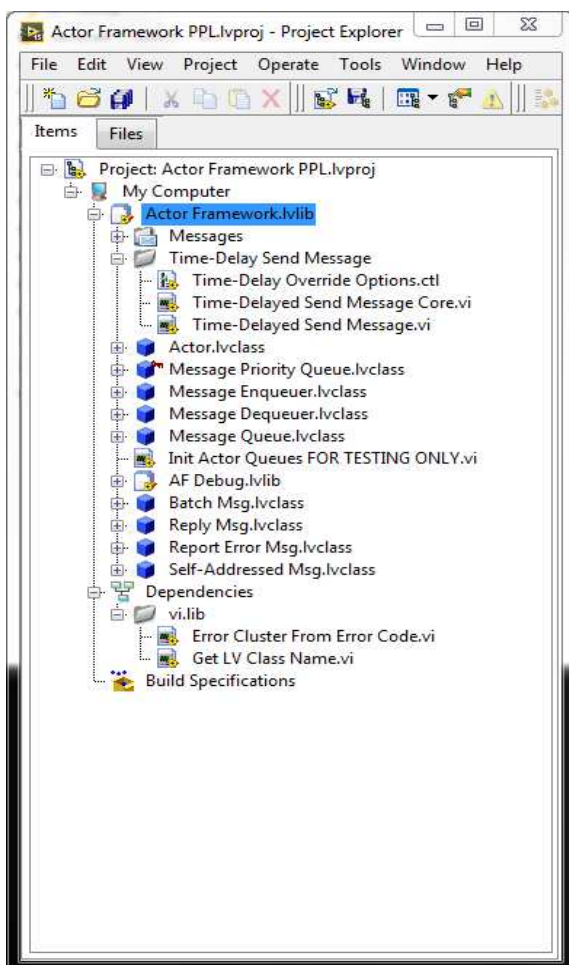 Actor Framework PPL.lvproj - Project Explorer
File Edit View Project Operate Tools Window Help
Items Files
Project: Actor Framework PPL.lvproj
My Computer
Actor Framework.lvlib
Messages
Time-Delay Send Message
Time-Delay Override Options.ctl
Time-Delayed Send Message Core.vi
Time-Delayed Send Message.vi
Actor.lvclass
Message Priority Queue.lvclass
Message Enqueuer.lvclass
Message Dequeuer.lvclass
Message Queue.lvclass
Init Actor Queues FOR TESTING ONLY.vi
AF Debug.lvlib
Batch Msg.lvclass
Reply Msg.lvclass
Report Error Msg.lvclass
Self-Addressed Msg.lvclass
Dependencies
vi.lib
Error Cluster From Error Code.vi
Get LV Class Name.vi
Build Specifications